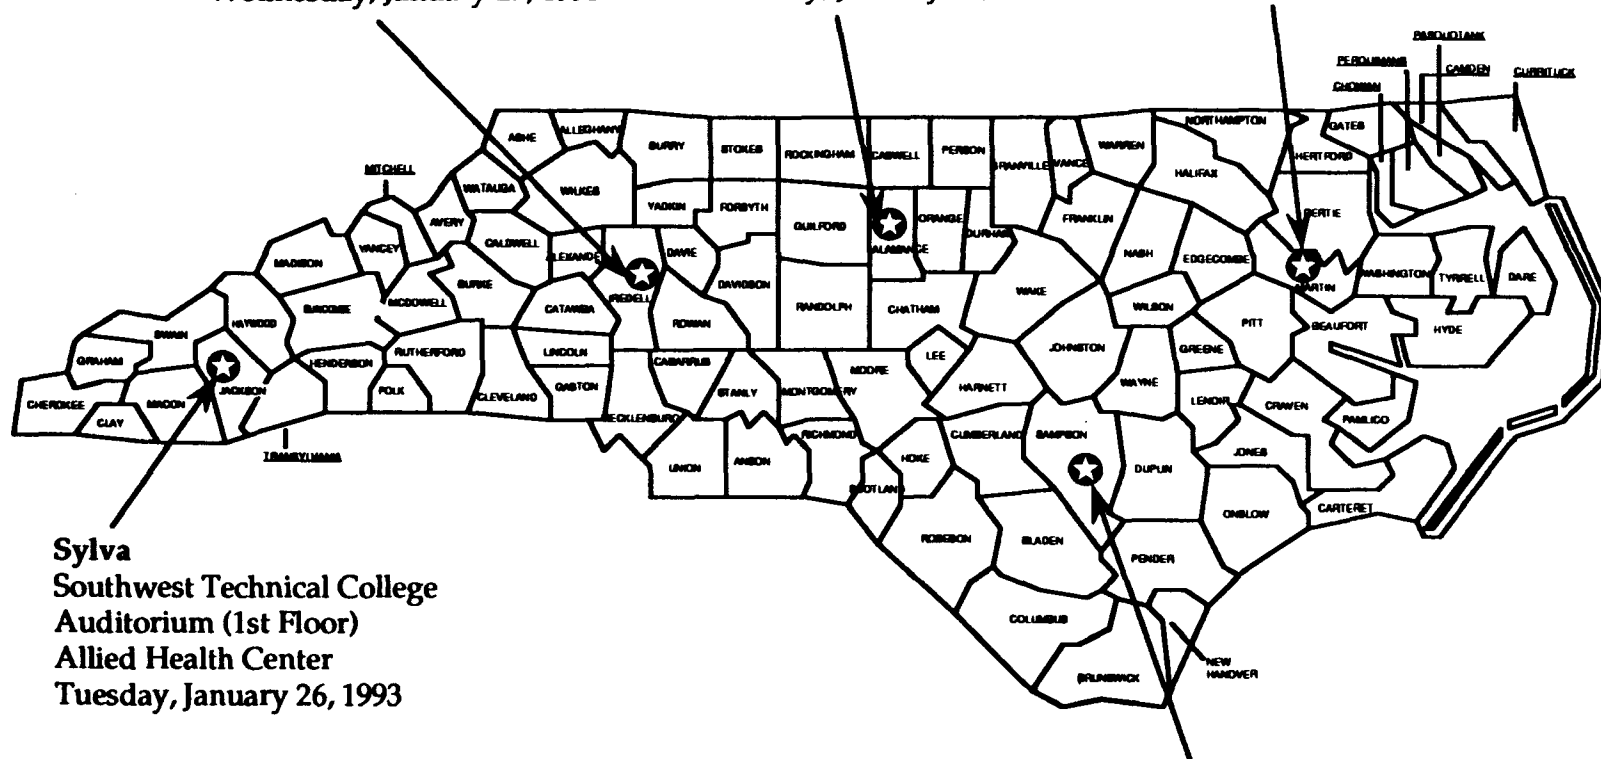 PASQUOTANK
PERQUIMANS
CAMDEN
CURRITUCK
CHOWAN
ASHE
ALLEGHANY
SURRY
STOKES
ROCKINGHAM
CASWELL
PERSON
GRANVILLE
VANCE
WARREN
NORTHAMPTON
GATES
HERTFORD
HALIFAX
MITCHELL
WATAUGA
WILKES
YADKIN
FORSYTH
GUILFORD
ALAMANCE
ORANGE
DURHAM
FRANKLIN
BERTIE
AVERY
YANCEY
MADISON
CALDWELL
ALEXANDER
IREDELL
DAVIE
DAVIDSON
RANDOLPH
CHATHAM
WAKE
NASH
EDGECOMBE
MARTIN
WASHINGTON
TYRRELL
DARE
BURKE
MCDOWELL
BUNCOMBE
HAYWOOD
SWAIN
GRAHAM
CATAWBA
ROWAN
WILSON
PITT
BEAUFORT
HYDE
RUTHERFORD
HENDERSON
LINCOLN
CABARRUS
LEE
JOHNSTON
GREENE
CHEROKEE
CLAY
MACON
JACKSON
POLK
CLEVELAND
GASTON
MECKLENBURG
STANLY
MONTGOMERY
MOORE
HARNETT
WAYNE
LENOIR
CRAVEN
PAMLICO
TRANSYLVANIA
UNION
ANSON
RICHMOND
SCOTLAND
HOKE
CUMBERLAND
SAMPSON
DUPLIN
JONES
ONSLOW
CARTERET
ROBESON
BLADEN
PENDER
COLUMBUS
BRUNSWICK
NEW
HANOVER
Sylva
Southwest Technical College
Auditorium (1st Floor)
Allied Health Center
Tuesday, January 26, 1993